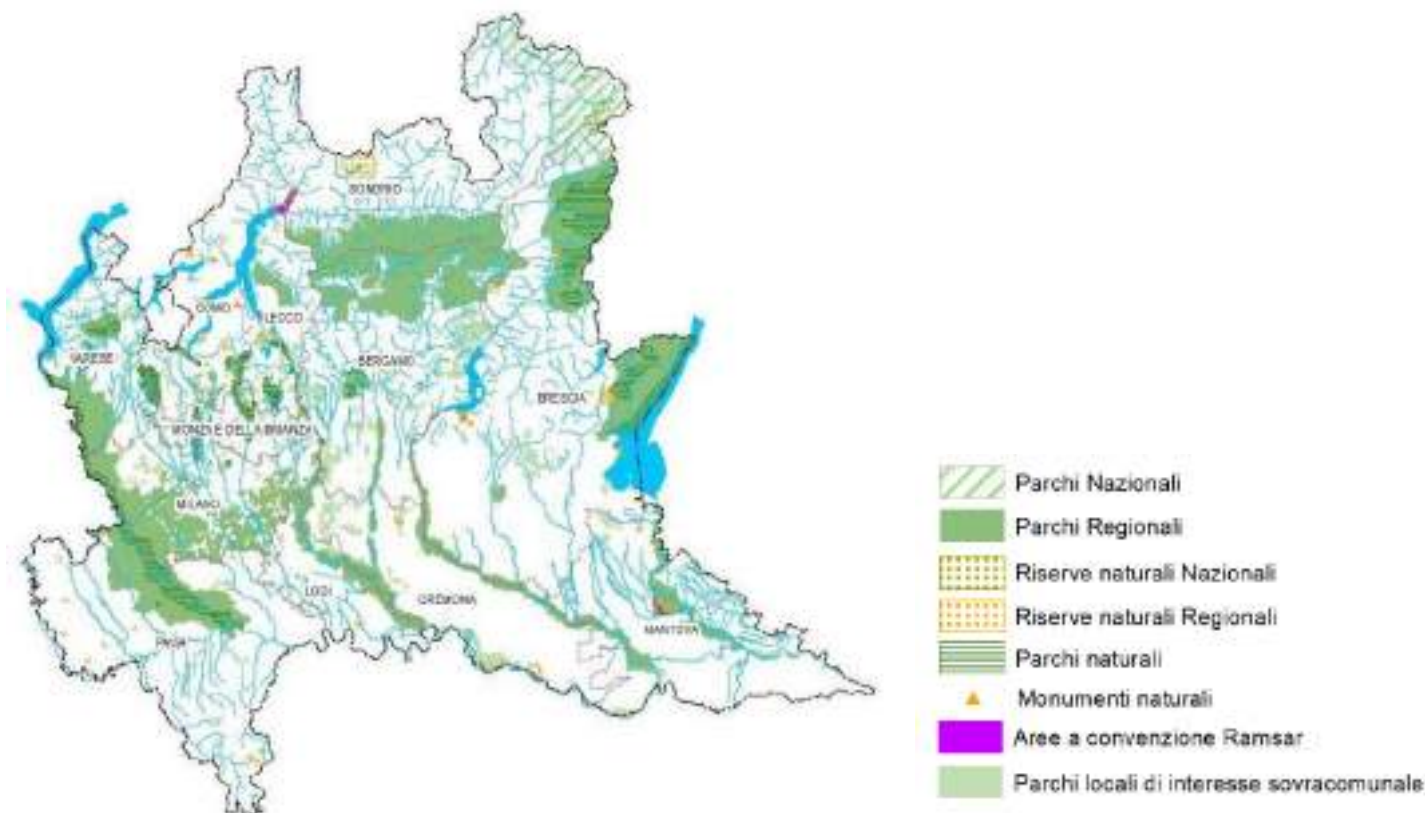 SONDRIO
COMO
LECCO
VARESE
BERGAMO
BRESCIA
MONZA E DELLA BRIANZA
MILANO
LODI
CREMONA
PAVIA
MANTOVA
Parchi Nazionali
Parchi Regionali
Riserve naturali Nazionali
Riserve naturali Regionali
Parchi naturali
Monumenti naturali
Aree a convenzione Ramsar
Parchi locali di interesse sovracomunale